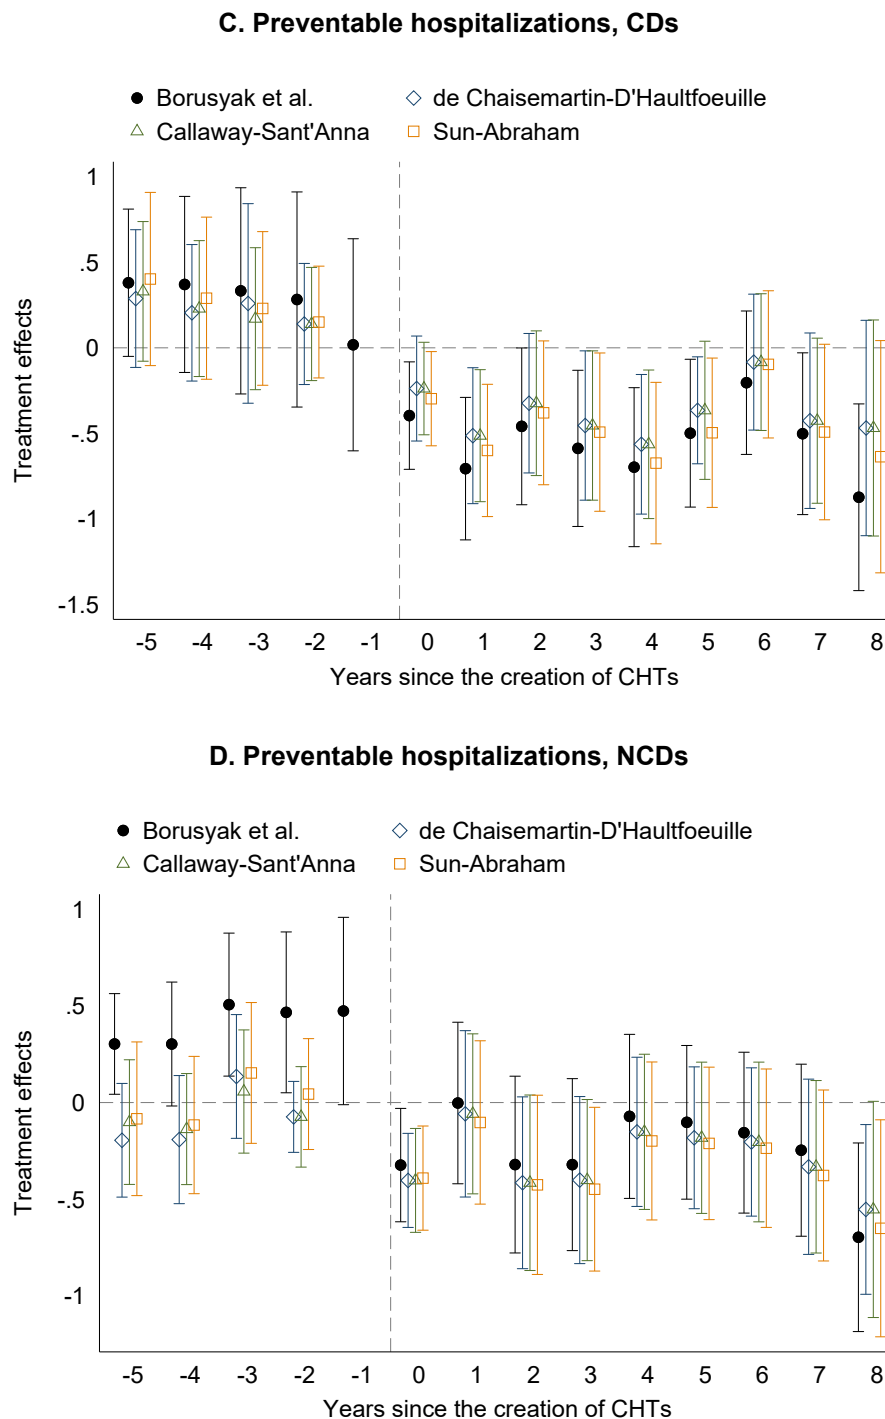 C. Preventable hospitalizations, CDs
Borusyak et al. de Chaisemartin-D'Haultfoeuille
Callaway-Sant'Anna Sun-Abraham
Treatment effects
1
.5
0
-.5
-1
-1.5
-5 -4 -3 -2 -1 0 1 2 3 4 5 6 7 8
Years since the creation of CHTs
D. Preventable hospitalizations, NCDs
Borusyak et al. de Chaisemartin-D'Haultfoeuille
Callaway-Sant'Anna Sun-Abraham
Treatment effects
1
.5
0
-.5
-1
-5 -4 -3 -2 -1 0 1 2 3 4 5 6 7 8
Years since the creation of CHTs